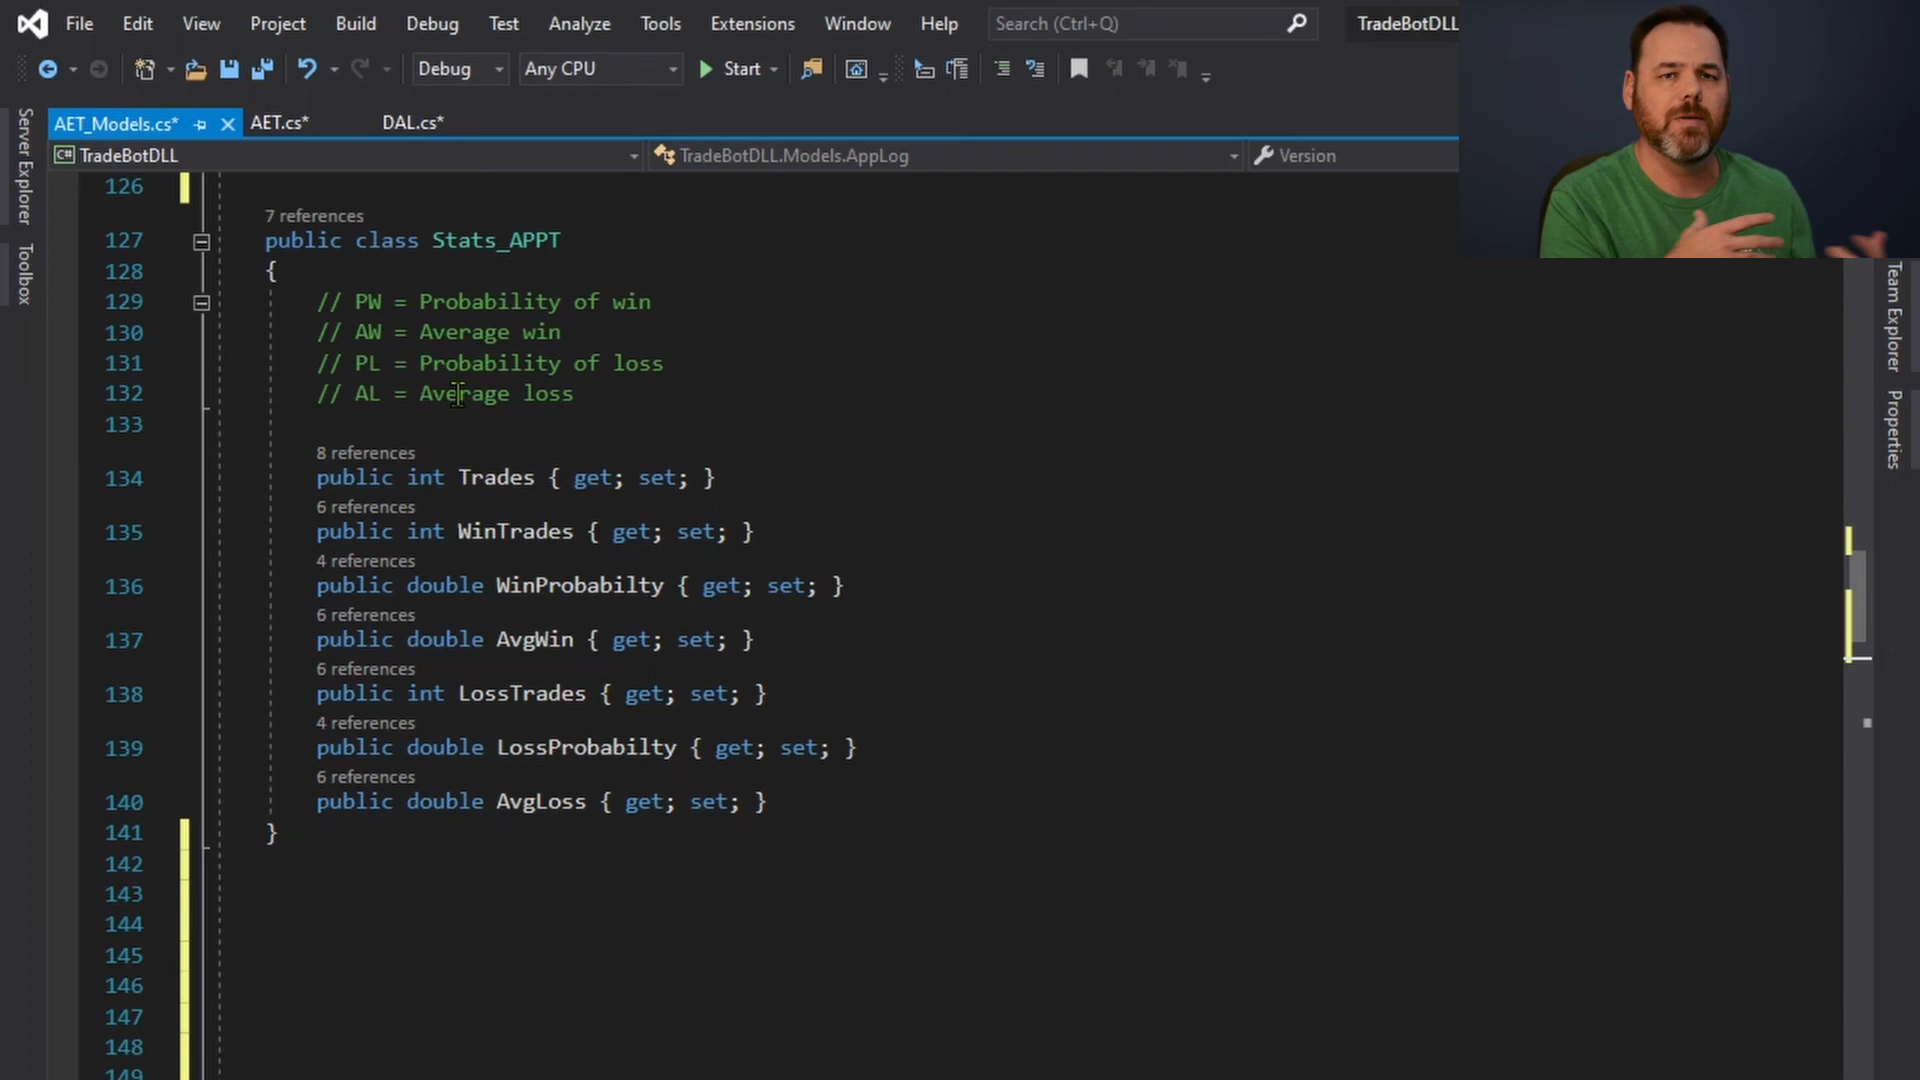 File Edit View Project Build Debug Test Analyze Tools Extensions Window Help Search (Ctrl+Q) TradeBotDLL
Debug Any CPU Start
AET_Models.cs* AET.cs* DAL.cs*
C# TradeBotDLL TradeBotDLL.Models.AppLog Version
Server Explorer
Toolbox
Team Explorer
Properties
126
7 references
127 public class Stats_APPT
128 {
129 // PW = Probability of win
130 // AW = Average win
131 // PL = Probability of loss
132 // AL = Average loss
133
8 references
134 public int Trades { get; set; }
6 references
135 public int WinTrades { get; set; }
4 references
136 public double WinProbabilty { get; set; }
6 references
137 public double AvgWin { get; set; }
6 references
138 public int LossTrades { get; set; }
4 references
139 public double LossProbabilty { get; set; }
6 references
140 public double AvgLoss { get; set; }
141 }
142
143
144
145
146
147
148
149